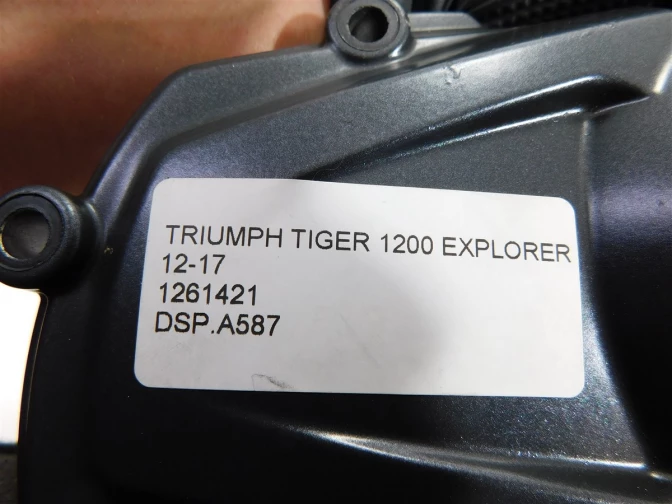 TRIUMPH TIGER 1200 EXPLORER
12-17
1261421
DSP.A587